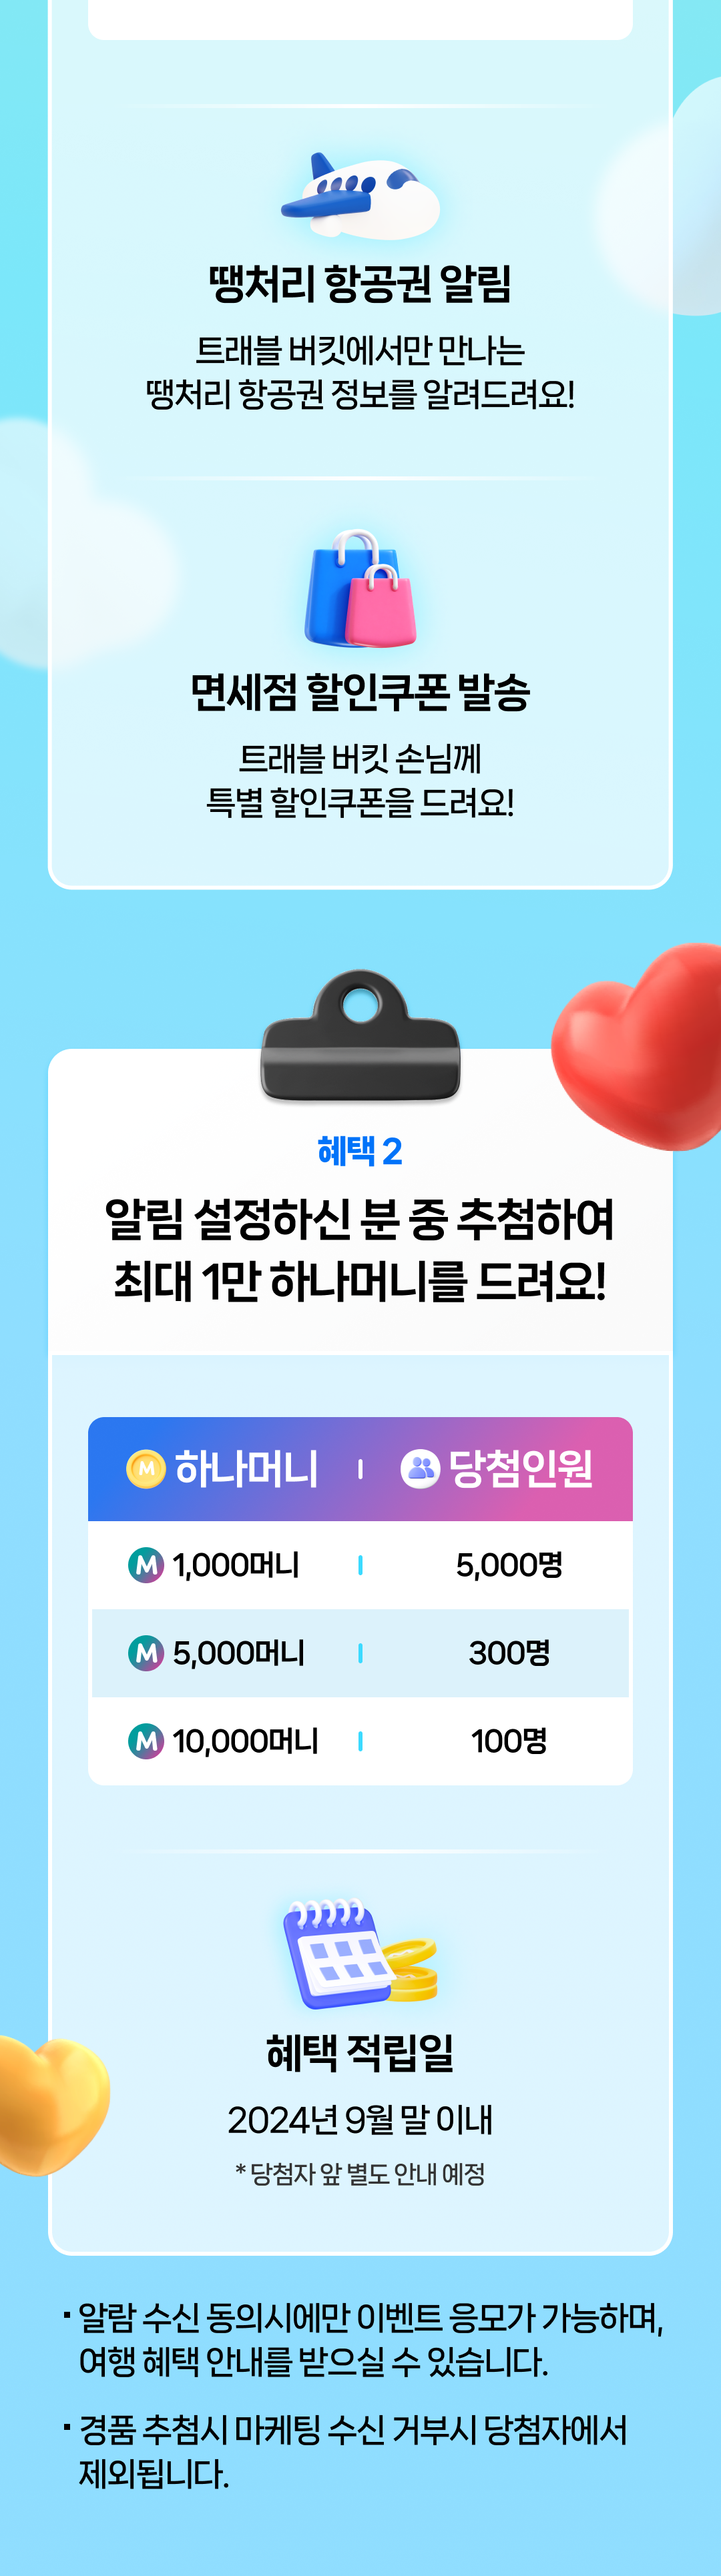 땡처리 항공권 알림
트래블 버킷에서만 만나는
땡처리 항공권 정보를 알려드려요!
면세점 할인쿠폰 발송
트래블 버킷 손님께
특별 할인쿠폰을 드려요!
혜택 2
알림 설정하신 분 중 추첨하여
최대 1만 하나머니를 드려요!
M 하나머니 당첨인원
M 1,000머니 5,000명
M 5,000머니 300명
M 10,000머니 100명
혜택 적립일
2024년 9월 말 이내
* 당첨자 앞 별도 안내 예정
▪ 알람 수신 동의시에만 이벤트 응모가 가능하며,
여행 혜택 안내를 받으실 수 있습니다.
▪ 경품 추첨시 마케팅 수신 거부시 당첨자에서
제외됩니다.